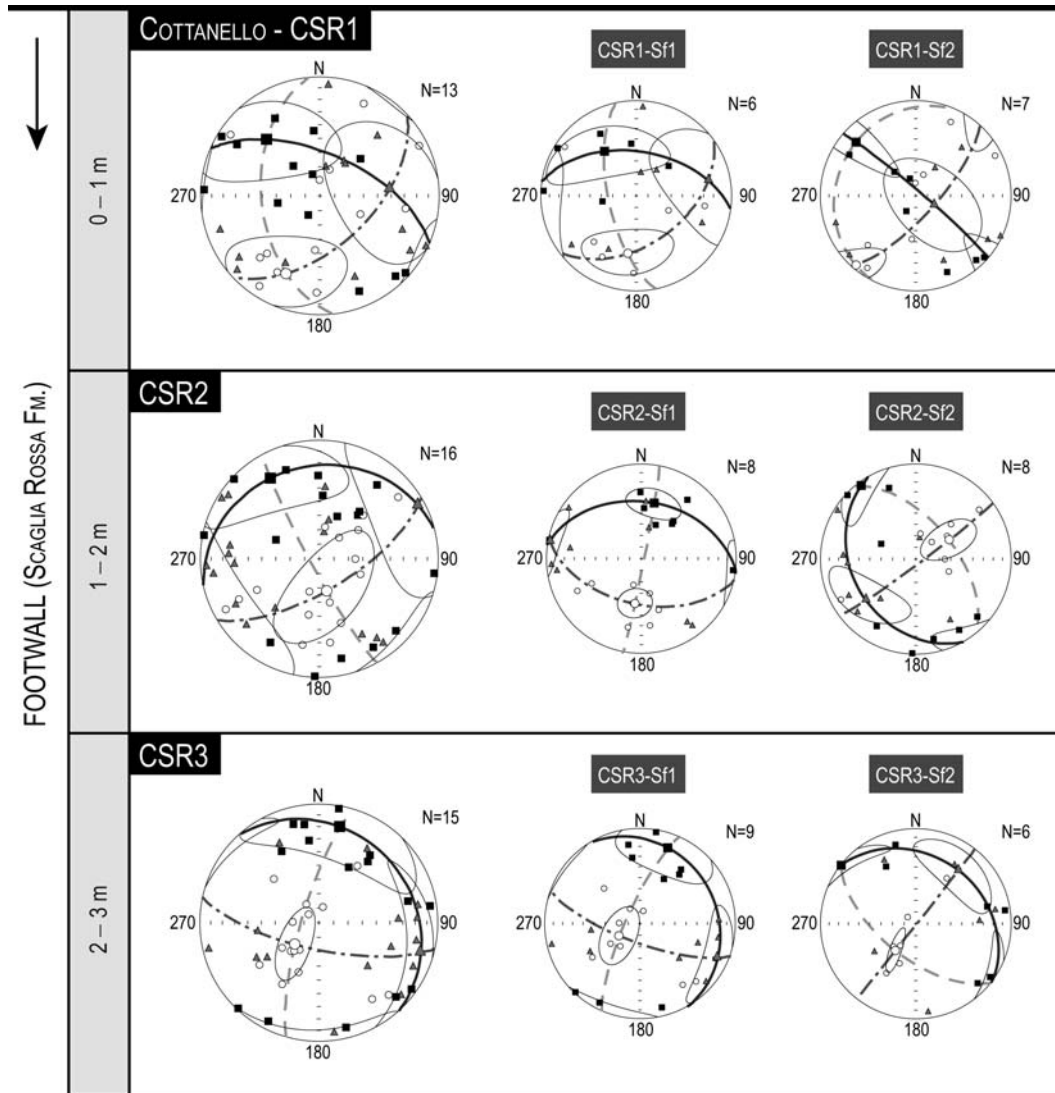 COTTANELLO - CSR1
CSR1-Sf1
CSR1-Sf2
N
N=13
N
N=6
N
N=7
270
90
270
90
270
90
180
180
180
0 – 1 m
FOOTWALL (SCAGLIA ROSSA FM.)
CSR2
CSR2-Sf1
CSR2-Sf2
N
N=16
N
N=8
N
N=8
270
90
270
90
270
90
180
180
180
1 – 2 m
CSR3
CSR3-Sf1
CSR3-Sf2
N
N=15
N
N=9
N
N=6
270
90
270
90
270
90
180
180
180
2 – 3 m